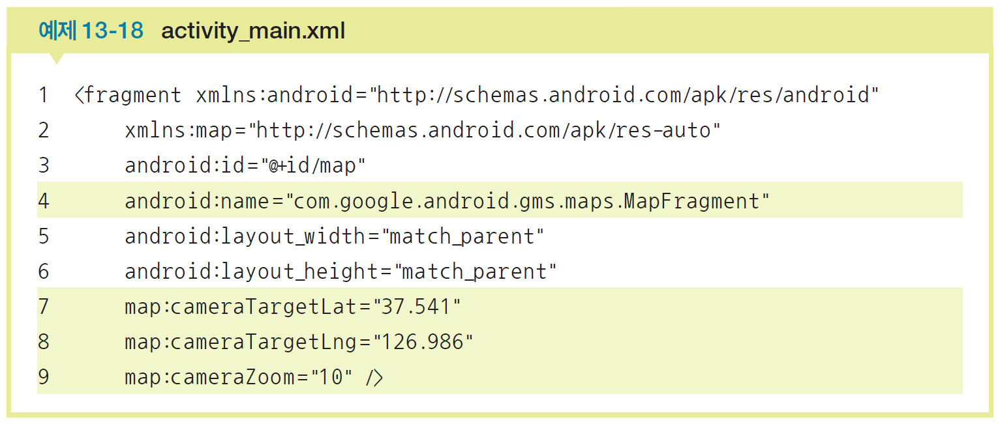 예제 13-18 activity_main.xml
1 <fragment xmlns:android="http://schemas.android.com/apk/res/android"
2 xmlns:map="http://schemas.android.com/apk/res-auto"
3 android:id="@+id/map"
4 android:name="com.google.android.gms.maps.MapFragment"
5 android:layout_width="match_parent"
6 android:layout_height="match_parent"
7 map:cameraTargetLat="37.541"
8 map:cameraTargetLng="126.986"
9 map:cameraZoom="10" />